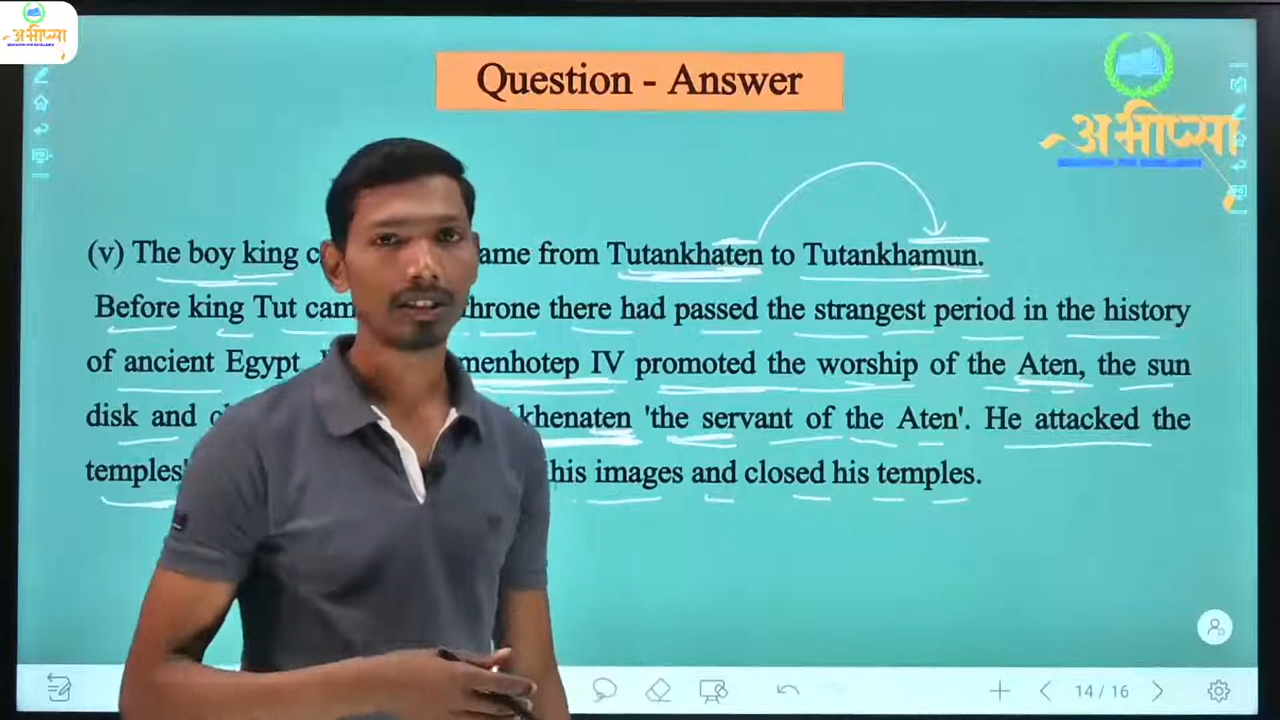 अभीप्सा
Question - Answer
अभीप्सा
(v) The boy king ame from Tutankhaten to Tutankhamun.
Before king Tut cam hrone there had passed the strangest period in the history
of ancient Egypt. menhotep IV promoted the worship of the Aten, the sun
disk and khenaten 'the servant of the Aten'. He attacked the
temples' his images and closed his temples.
14 / 16